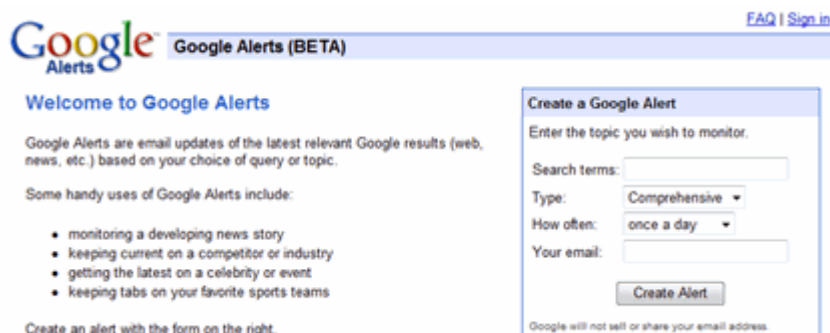 FAQ | Sign in
Google
Alerts
Google Alerts (BETA)
Welcome to Google Alerts
Google Alerts are email updates of the latest relevant Google results (web,
news, etc.) based on your choice of query or topic.
Some handy uses of Google Alerts include:
• monitoring a developing news story
• keeping current on a competitor or industry
• getting the latest on a celebrity or event
• keeping tabs on your favorite sports teams
Create an alert with the form on the right.
Create a Google Alert
Enter the topic you wish to monitor.
Search terms:
Type: Comprehensive
How often: once a day
Your email:
Create Alert
Google will not sell or share your email address.